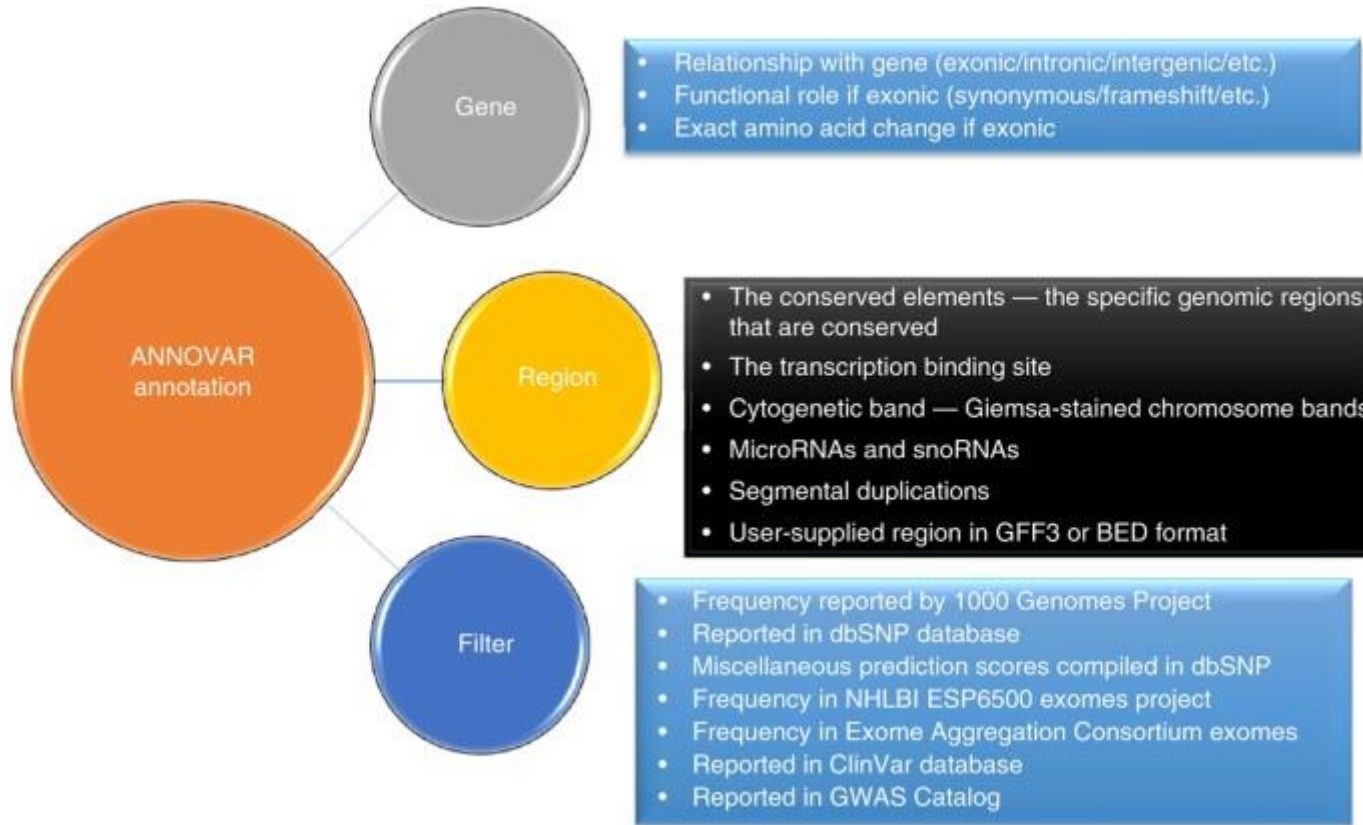 Gene
• Relationship with gene (exonic/intronic/intergenic/etc.)
• Functional role if exonic (synonymous/frameshift/etc.)
• Exact amino acid change if exonic
ANNOVAR
annotation
Region
• The conserved elements — the specific genomic regions
that are conserved
• The transcription binding site
• Cytogenetic band — Giemsa-stained chromosome bands
• MicroRNAs and snoRNAs
• Segmental duplications
• User-supplied region in GFF3 or BED format
Filter
• Frequency reported by 1000 Genomes Project
• Reported in dbSNP database
• Miscellaneous prediction scores compiled in dbSNP
• Frequency in NHLBI ESP6500 exomes project
• Frequency in Exome Aggregation Consortium exomes
• Reported in ClinVar database
• Reported in GWAS Catalog